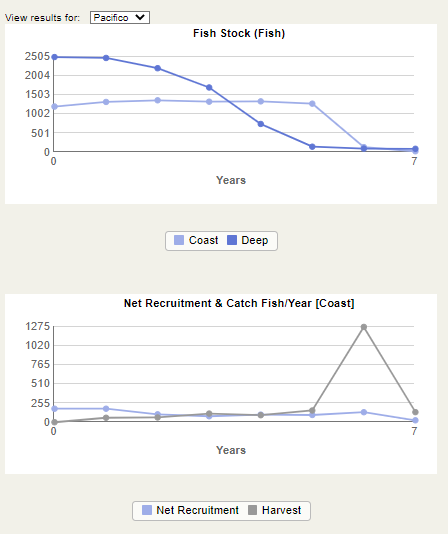 View results for: Pacifico
Fish Stock (Fish)
2505
2004
1503
1002
501
0
0 7
Years
Coast Deep
Net Recruitment & Catch Fish/Year [Coast]
1275
1020
765
510
255
0
0 7
Years
Net Recruitment Harvest